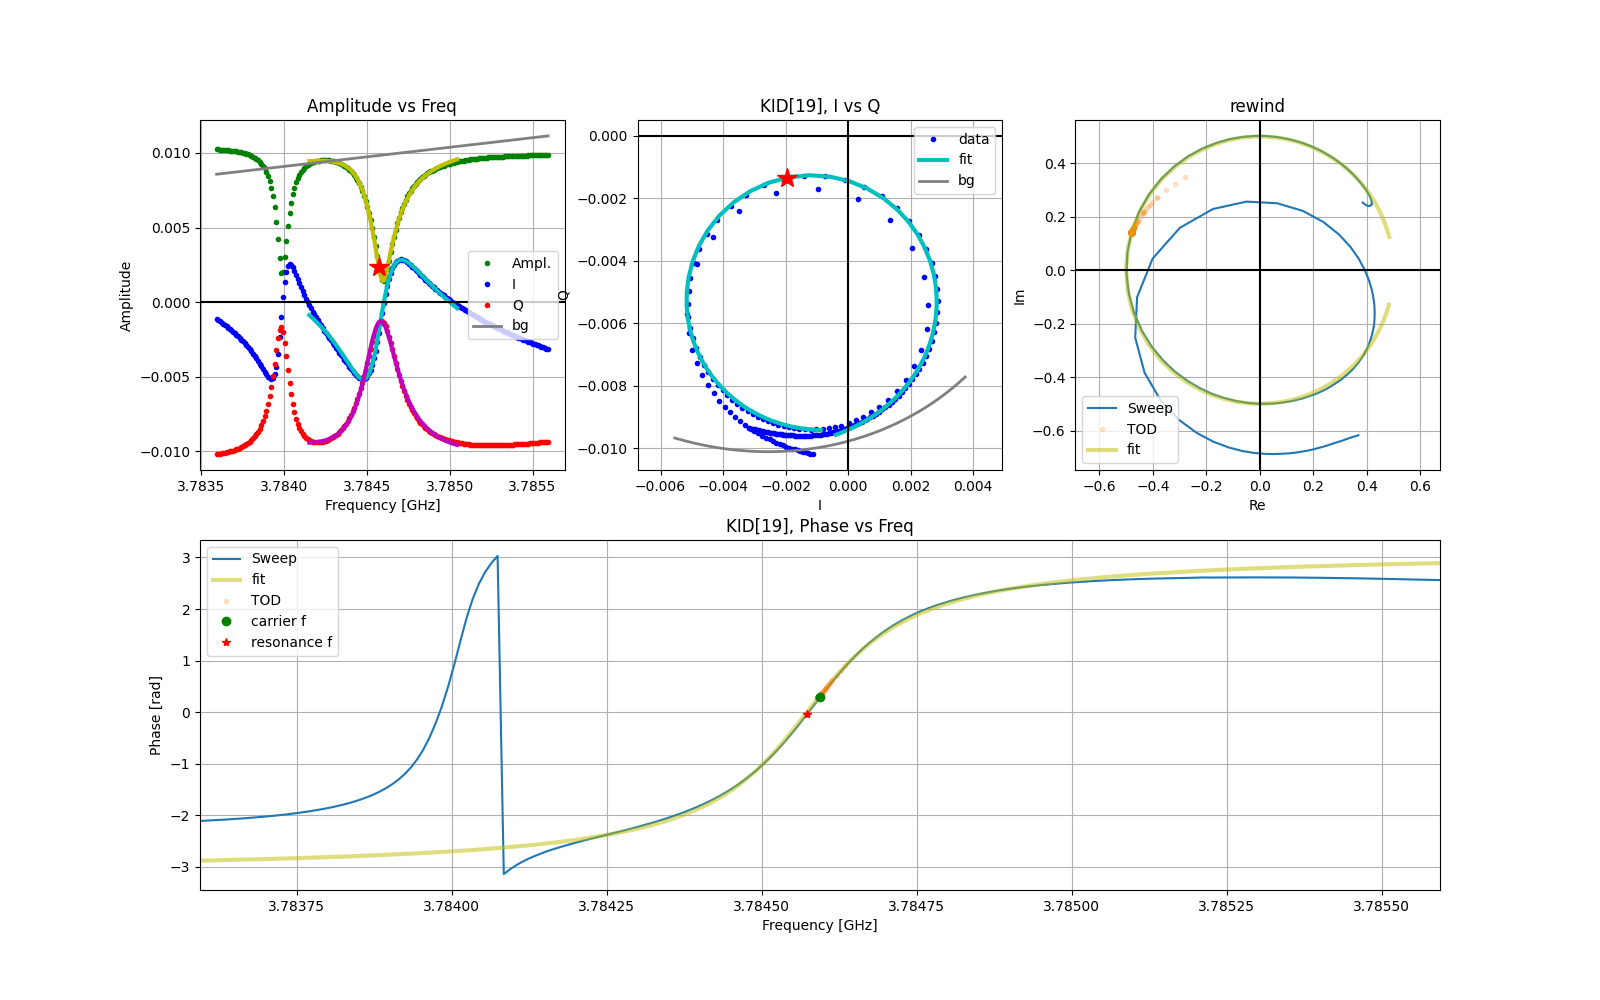 Amplitude vs Freq
Amplitude
0.010
0.005
0.000
−0.005
−0.010
Ampl.
I
Q
bg
3.7835 3.7840 3.7845 3.7850 3.7855
Frequency [GHz]
KID[19], I vs Q
Q
0.000
−0.002
−0.004
−0.006
−0.008
−0.010
data
fit
bg
−0.006 −0.004 −0.002 0.000 0.002 0.004
I
rewind
Im
0.4
0.2
0.0
−0.2
−0.4
−0.6
Sweep
TOD
fit
−0.6 −0.4 −0.2 0.0 0.2 0.4 0.6
Re
KID[19], Phase vs Freq
Phase [rad]
3
2
1
0
−1
−2
−3
Sweep
fit
TOD
carrier f
resonance f
3.78375 3.78400 3.78425 3.78450 3.78475 3.78500 3.78525 3.78550
Frequency [GHz]